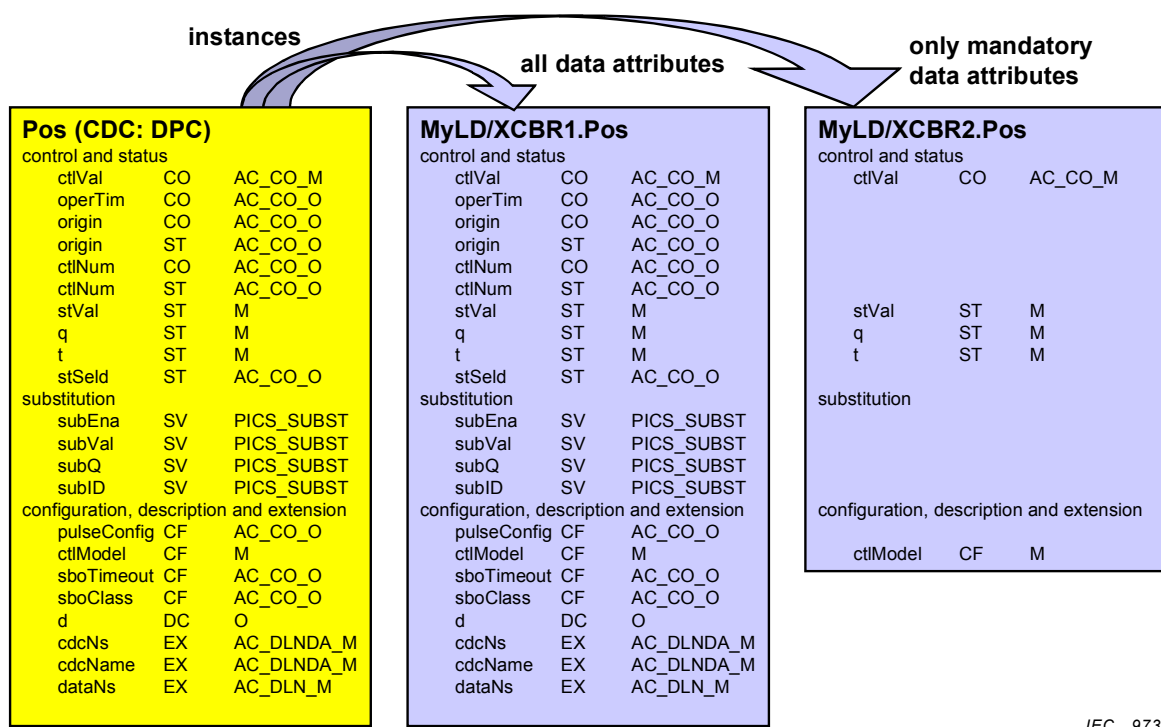 instances
all data attributes
only mandatory
data attributes
Pos (CDC: DPC)
control and status
ctlVal CO AC_CO_M
operTim CO AC_CO_O
origin CO AC_CO_O
origin ST AC_CO_O
ctlNum CO AC_CO_O
ctlNum ST AC_CO_O
stVal ST M
q ST M
t ST M
stSeld ST AC_CO_O
substitution
subEna SV PICS_SUBST
subVal SV PICS_SUBST
subQ SV PICS_SUBST
subID SV PICS_SUBST
configuration, description and extension
pulseConfig CF AC_CO_O
ctlModel CF M
sboTimeout CF AC_CO_O
sboClass CF AC_CO_O
d DC O
cdcNs EX AC_DLNDA_M
cdcName EX AC_DLNDA_M
dataNs EX AC_DLN_M
MyLD/XCBR1.Pos
control and status
ctlVal CO AC_CO_M
operTim CO AC_CO_O
origin CO AC_CO_O
origin ST AC_CO_O
ctlNum CO AC_CO_O
ctlNum ST AC_CO_O
stVal ST M
q ST M
t ST M
stSeld ST AC_CO_O
substitution
subEna SV PICS_SUBST
subVal SV PICS_SUBST
subQ SV PICS_SUBST
subID SV PICS_SUBST
configuration, description and extension
pulseConfig CF AC_CO_O
ctlModel CF M
sboTimeout CF AC_CO_O
sboClass CF AC_CO_O
d DC O
cdcNs EX AC_DLNDA_M
cdcName EX AC_DLNDA_M
dataNs EX AC_DLN_M
MyLD/XCBR2.Pos
control and status
ctlVal CO AC_CO_M
stVal ST M
q ST M
t ST M
substitution
configuration, description and extension
ctlModel CF M
IEC 973